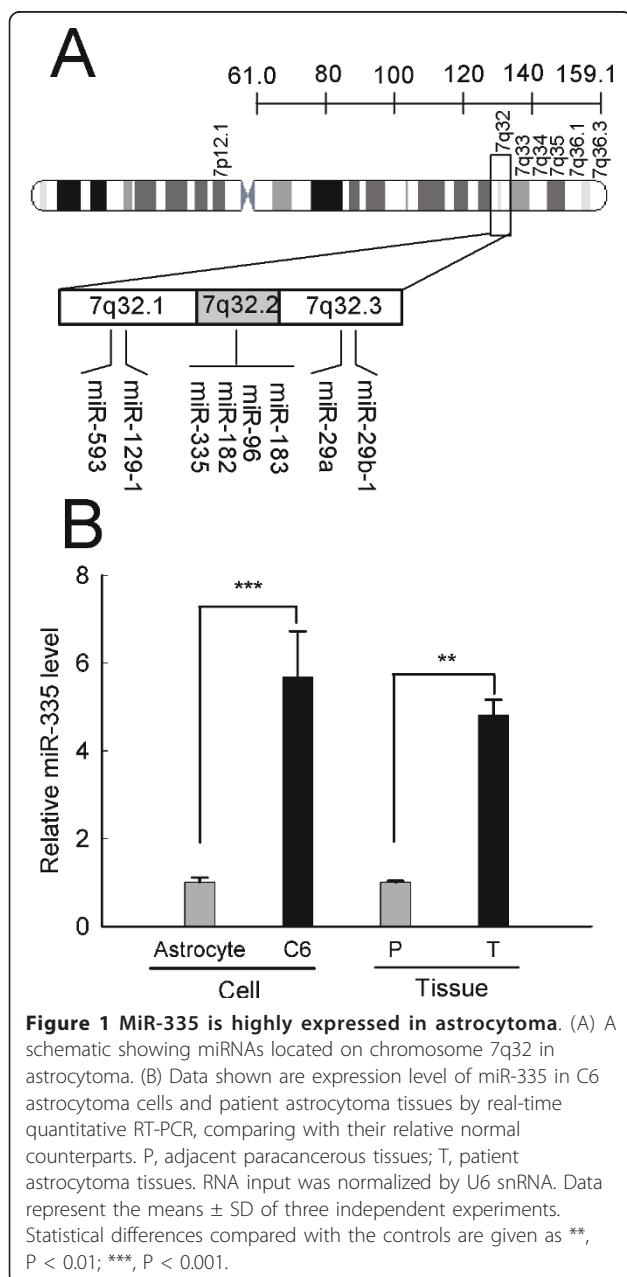 A
61.0 80 100 120 140 159.1
7p12.1 7q32 7q33 7q34 7q35 7q36.1 7q36.3
7q32.1 7q32.2 7q32.3
miR-593 miR-129-1 miR-335 miR-182 miR-96 miR-183 miR-29a miR-29b-1
B
Relative miR-335 level
8
6
4
2
0
*** **
Astrocyte C6 P T
Cell Tissue
Figure 1 MiR-335 is highly expressed in astrocytoma. (A) A
schematic showing miRNAs located on chromosome 7q32 in
astrocytoma. (B) Data shown are expression level of miR-335 in C6
astrocytoma cells and patient astrocytoma tissues by real-time
quantitative RT-PCR, comparing with their relative normal
counterparts. P, adjacent paracancerous tissues; T, patient
astrocytoma tissues. RNA input was normalized by U6 snRNA. Data
represent the means ± SD of three independent experiments.
Statistical differences compared with the controls are given as **,
P < 0.01; ***, P < 0.001.